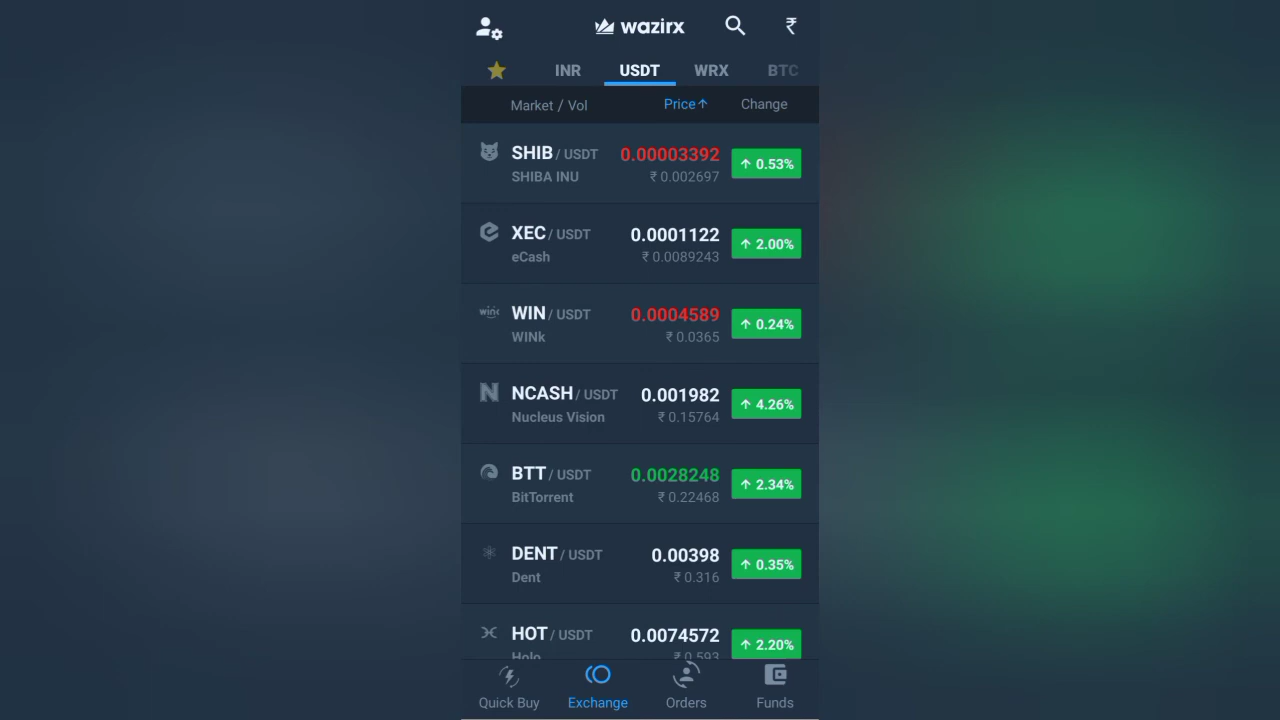 wazirx ₹
INR USDT WRX BTC
Market / Vol Price↑ Change
SHIB / USDT 0.00003392 ↑ 0.53%
SHIBA INU ₹ 0.002697
XEC / USDT 0.0001122 ↑ 2.00%
eCash ₹ 0.0089243
WIN / USDT 0.0004589 ↑ 0.24%
WINk ₹ 0.0365
NCASH / USDT 0.001982 ↑ 4.26%
Nucleus Vision ₹ 0.15764
BTT / USDT 0.0028248 ↑ 2.34%
BitTorrent ₹ 0.22468
DENT / USDT 0.00398 ↑ 0.35%
Dent ₹ 0.316
HOT / USDT 0.0074572 ↑ 2.20%
Holo ₹ 0.593
Quick Buy Exchange Orders Funds